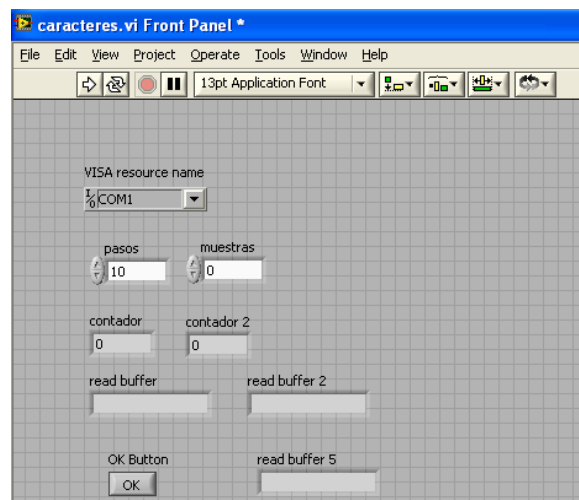 caracteres.vi Front Panel *
File Edit View Project Operate Tools Window Help
13pt Application Font
VISA resource name
I/O COM1
pasos muestras
10 0
contador contador 2
0 0
read buffer read buffer 2
OK Button read buffer 5
OK